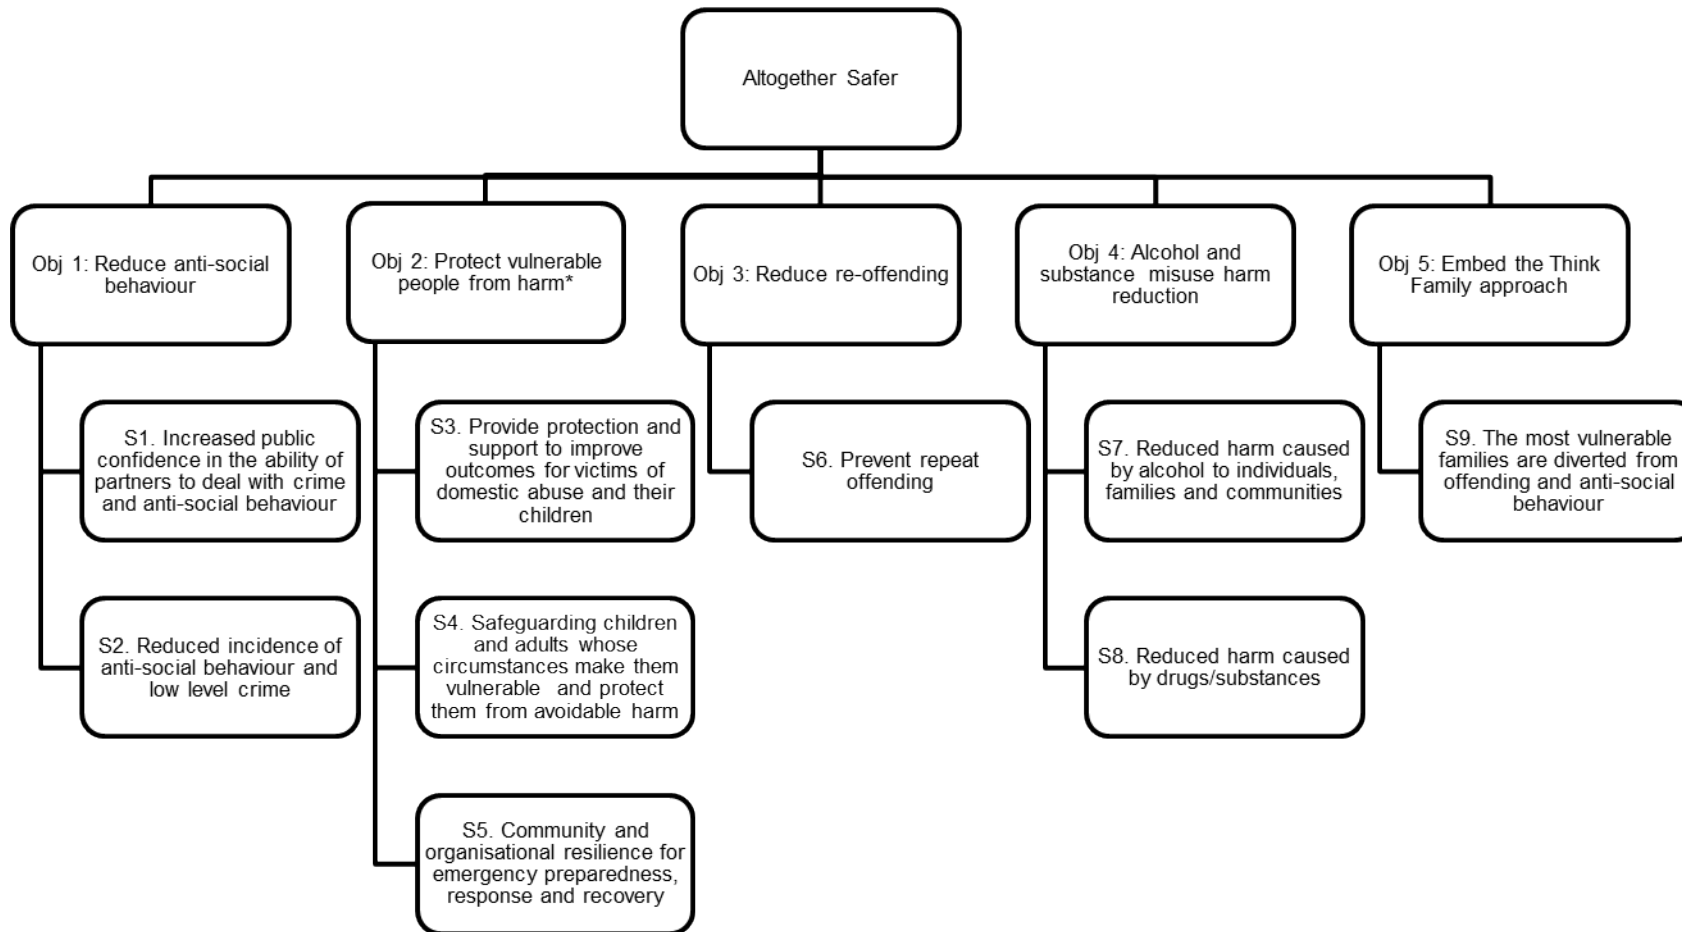 Altogether Safer
Obj 1: Reduce anti-social
behaviour
Obj 2: Protect vulnerable
people from harm*
Obj 3: Reduce re-offending
Obj 4: Alcohol and
substance misuse harm
reduction
Obj 5: Embed the Think
Family approach
S1. Increased public
confidence in the ability of
partners to deal with crime
and anti-social behaviour
S2. Reduced incidence of
anti-social behaviour and
low level crime
S3. Provide protection and
support to improve
outcomes for victims of
domestic abuse and their
children
S4. Safeguarding children
and adults whose
circumstances make them
vulnerable and protect
them from avoidable harm
S5. Community and
organisational resilience for
emergency preparedness,
response and recovery
S6. Prevent repeat
offending
S7. Reduced harm caused
by alcohol to individuals,
families and communities
S8. Reduced harm caused
by drugs/substances
S9. The most vulnerable
families are diverted from
offending and anti-social
behaviour